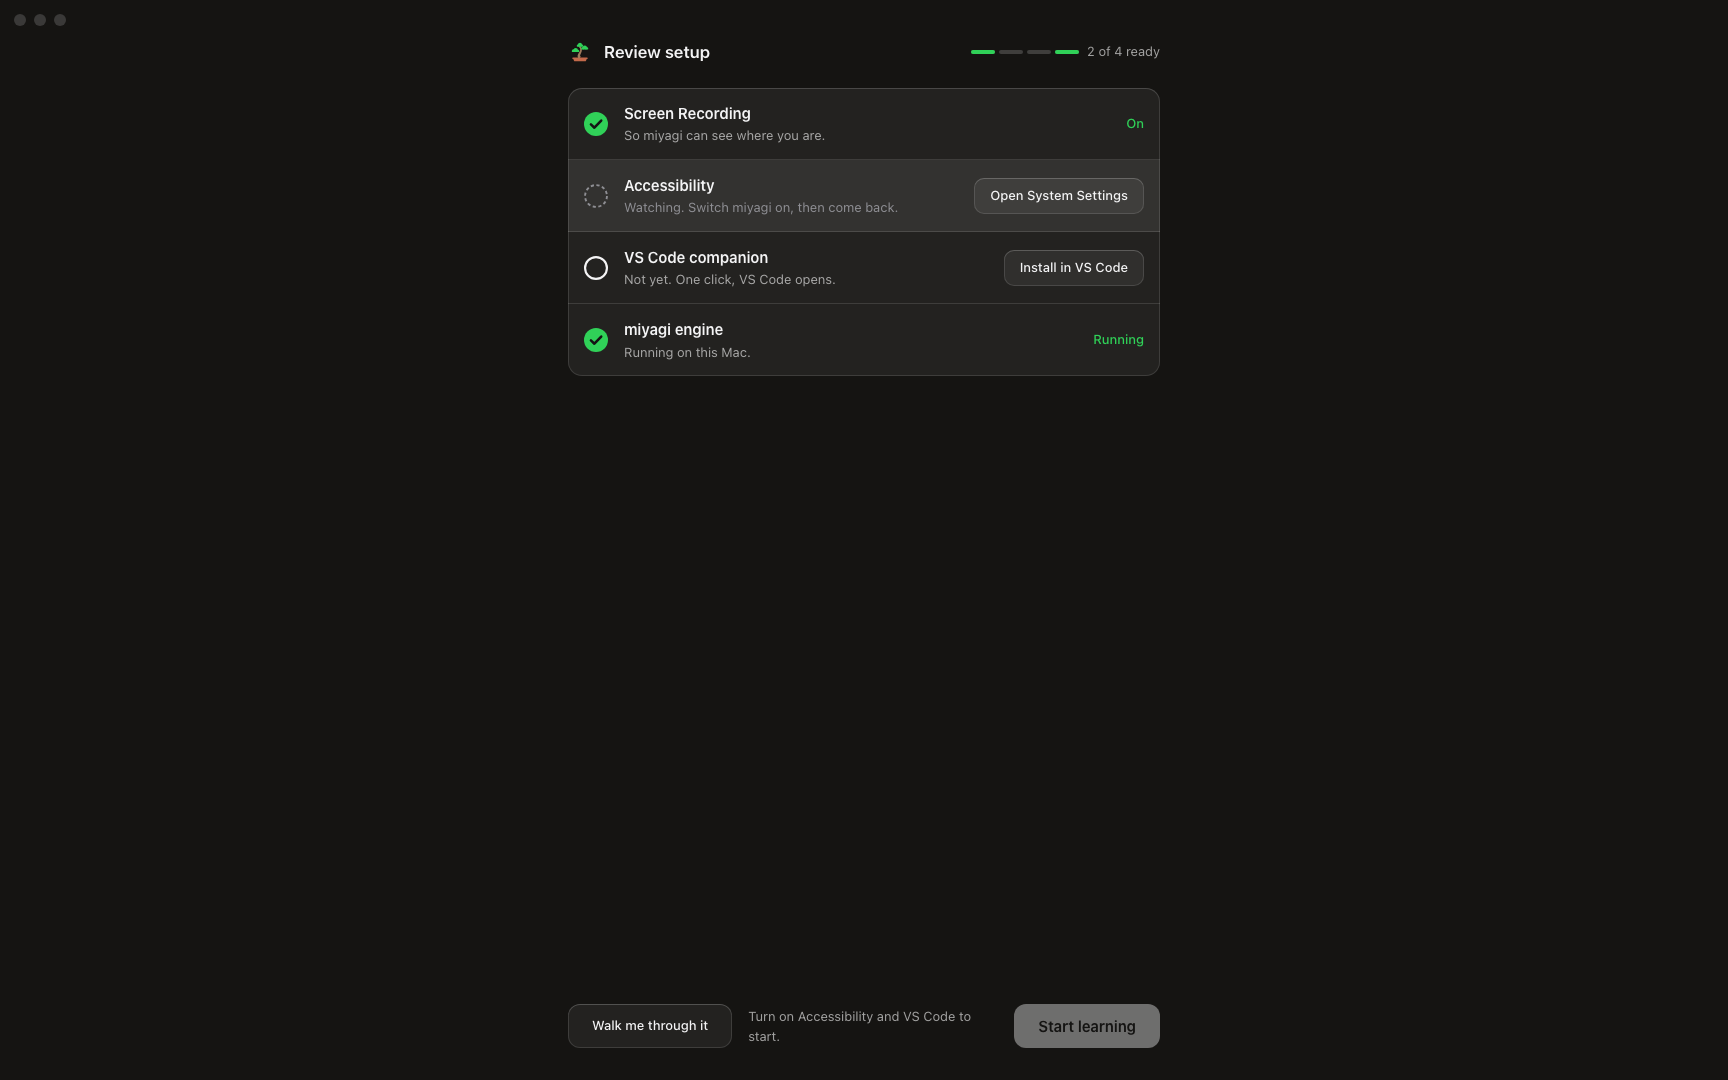 Review setup
2 of 4 ready
Screen Recording
So miyagi can see where you are.
On
Accessibility
Watching. Switch miyagi on, then come back.
Open System Settings
VS Code companion
Not yet. One click, VS Code opens.
Install in VS Code
miyagi engine
Running on this Mac.
Running
Walk me through it
Turn on Accessibility and VS Code to
start.
Start learning